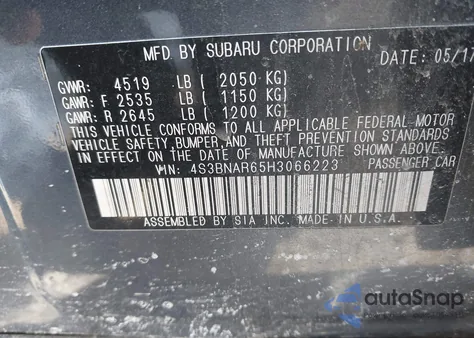 MFD BY SUBARU CORPORATION DATE: 05/17
GVWR: 4519 LB ( 2050 KG)
GAWR: F 2535 LB ( 1150 KG)
GAWR: R 2645 LB ( 1200 KG)
THIS VEHICLE CONFORMS TO ALL APPLICABLE FEDERAL MOTOR
VEHICLE SAFETY, BUMPER, AND THEFT PREVENTION STANDARDS
IN EFFECT ON THE DATE OF MANUFACTURE SHOWN ABOVE.
VIN: 4S3BNAR65H3066223 PASSENGER CAR
ASSEMBLED BY SIA INC. MADE IN U.S.A.
autoSnap